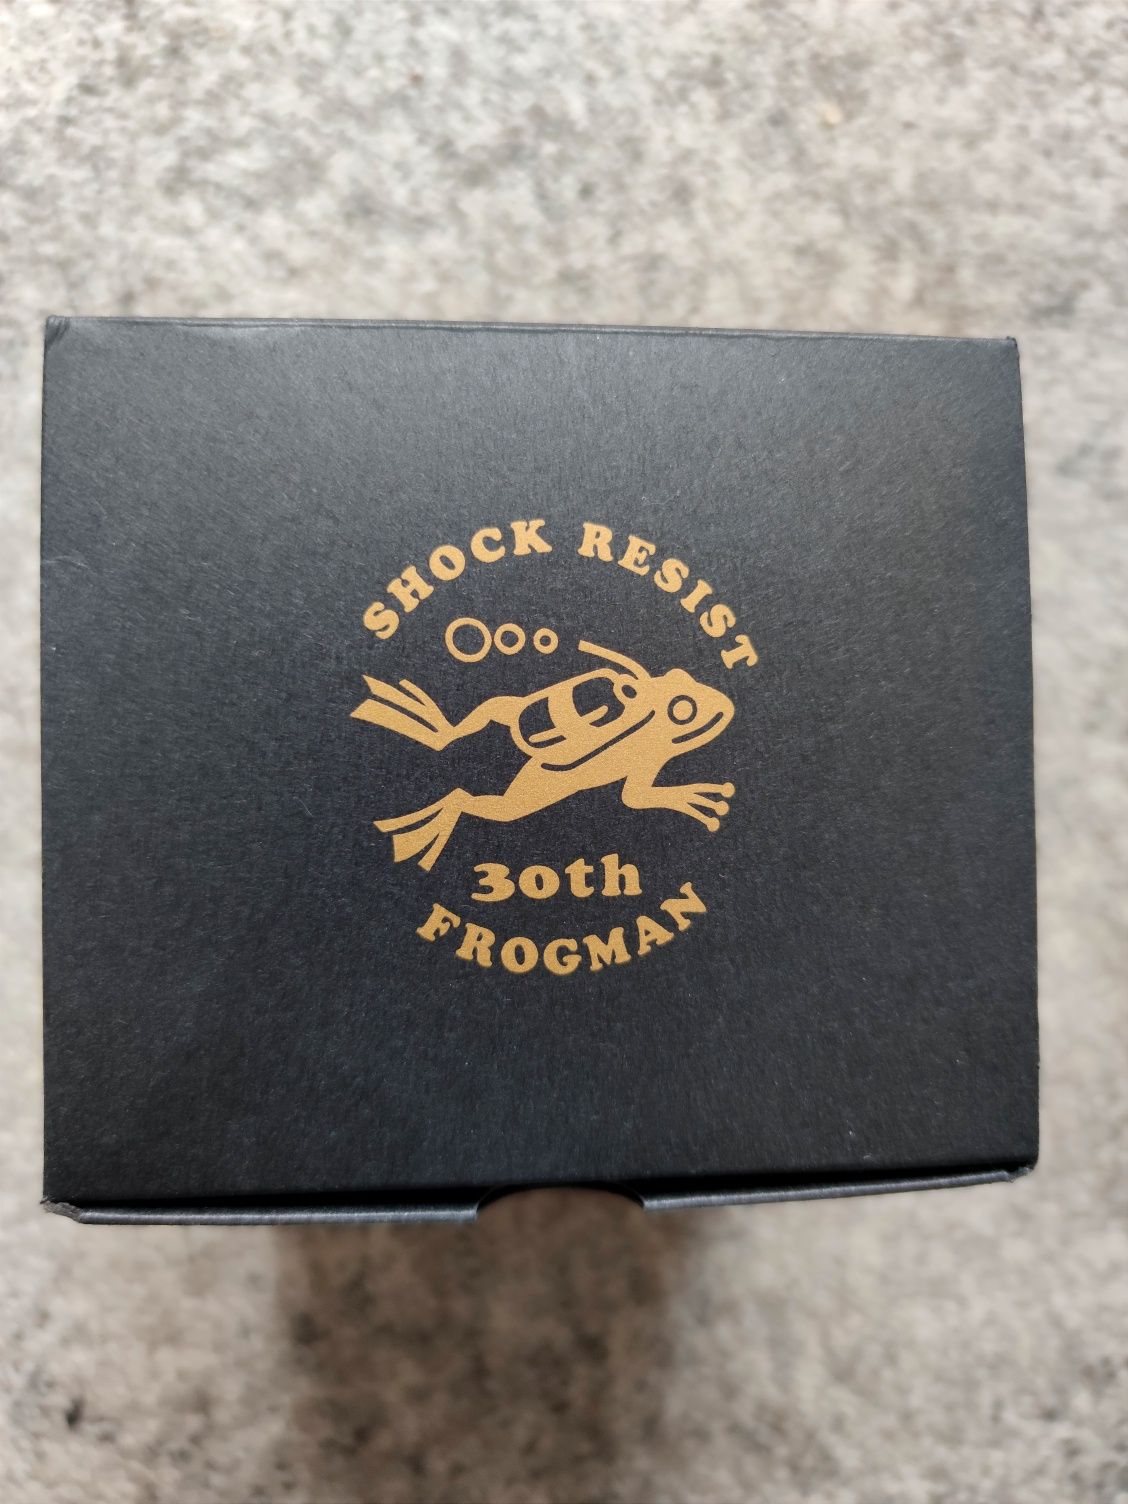 SHOCK RESIST
30th
FROGMAN